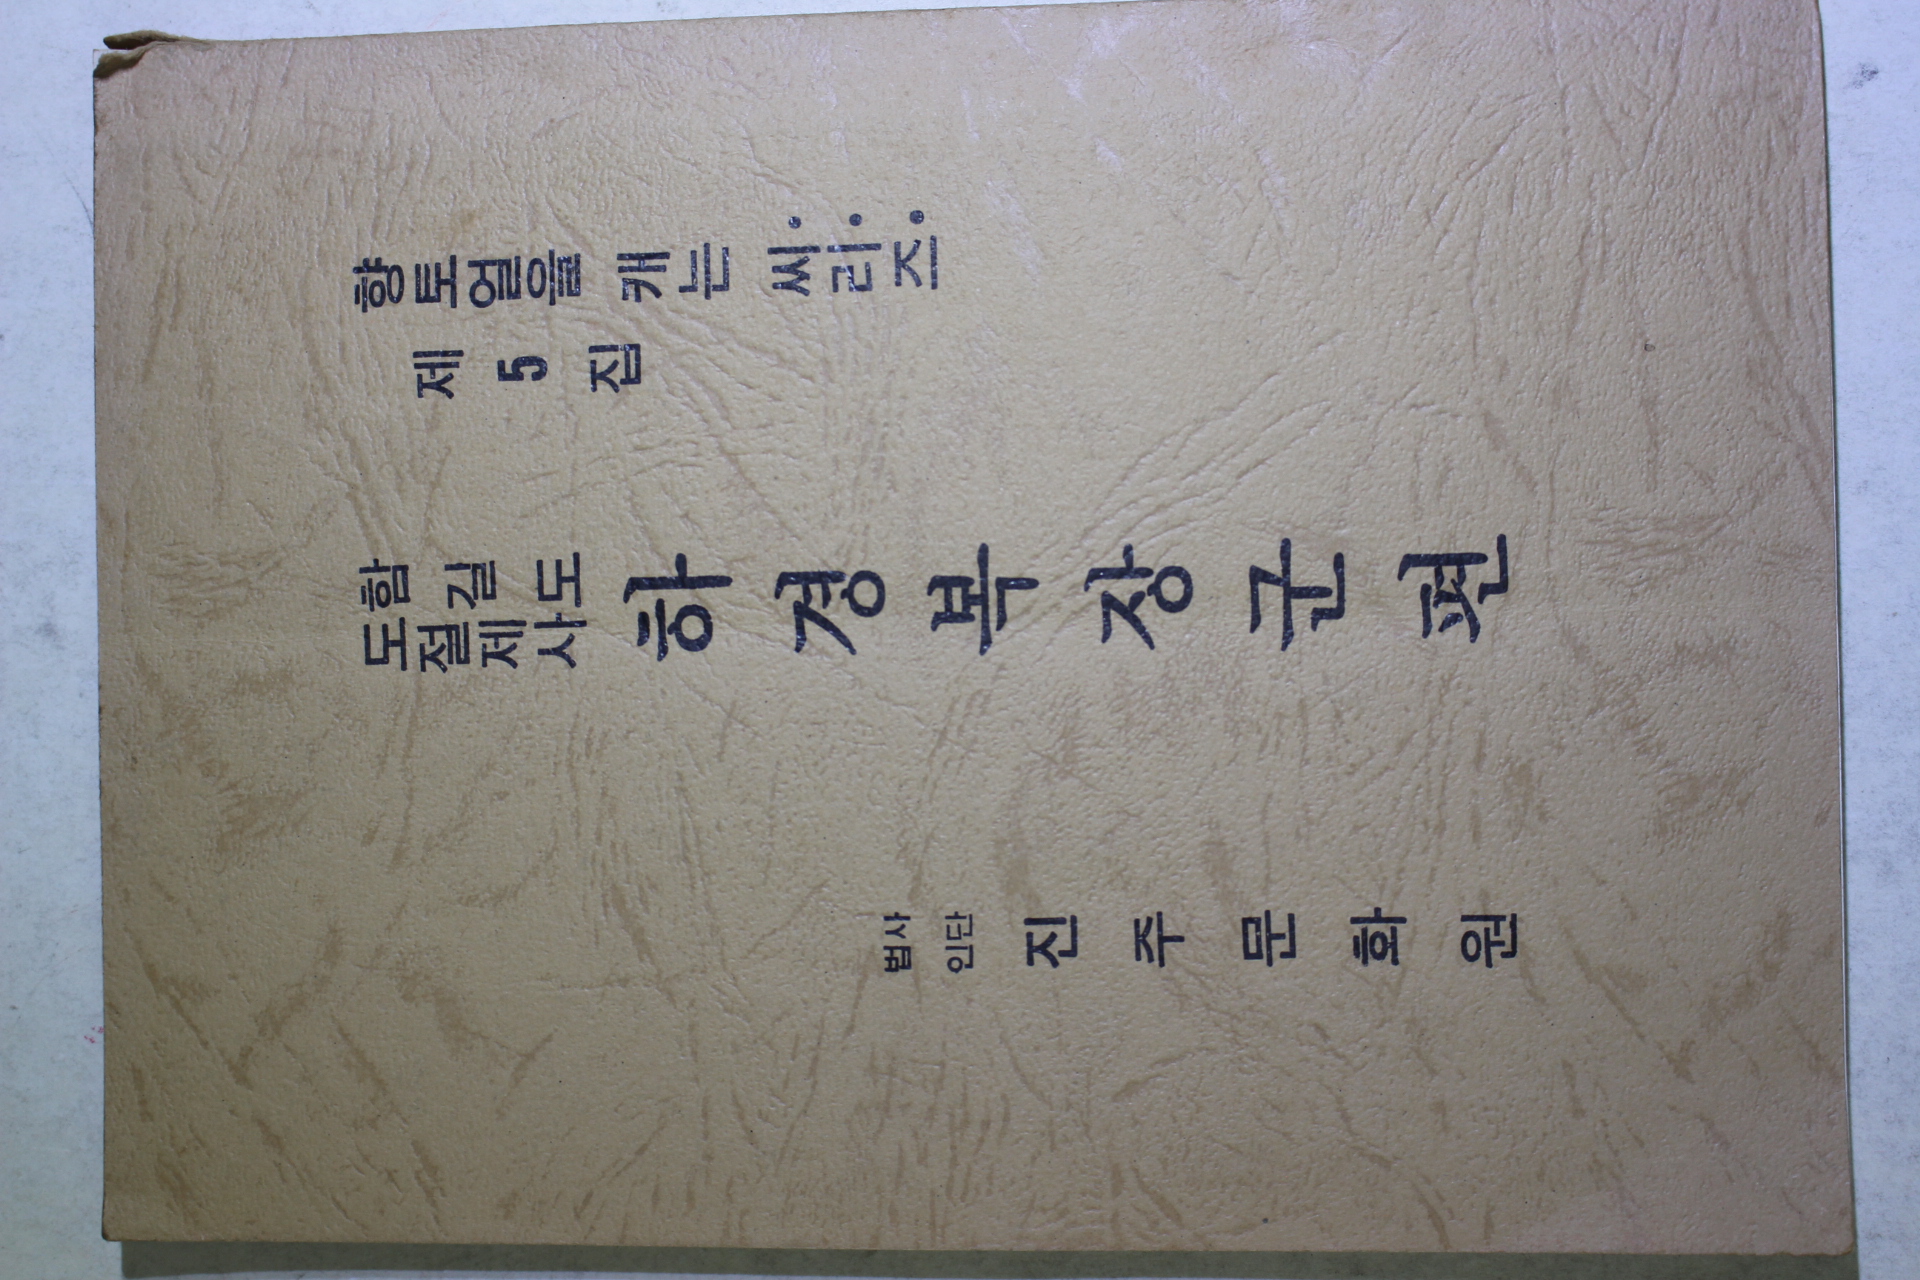 향토얼을 캐는 씨리즈
제 5 집
함길도
도절제사
하경복장군편
사단
법인
진주문화원